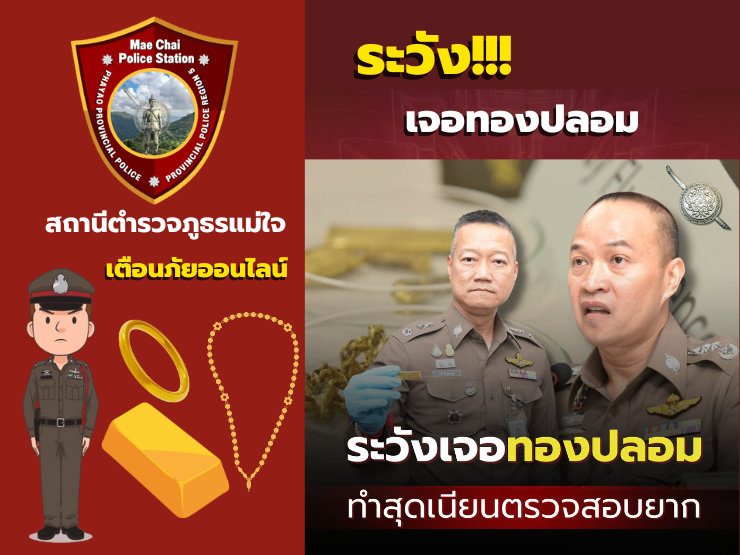 Mae Chai
Police Station
PHAYAO PROVINCIAL POLICE
PROVINCIAL POLICE REGION 5
สถานีตำรวจภูธรแม่ใจ
เตือนภัยออนไลน์
ระวัง!!!
เจอทองปลอม
ระวังเจอทองปลอม
ทำสุดเนียนตรวจสอบยาก